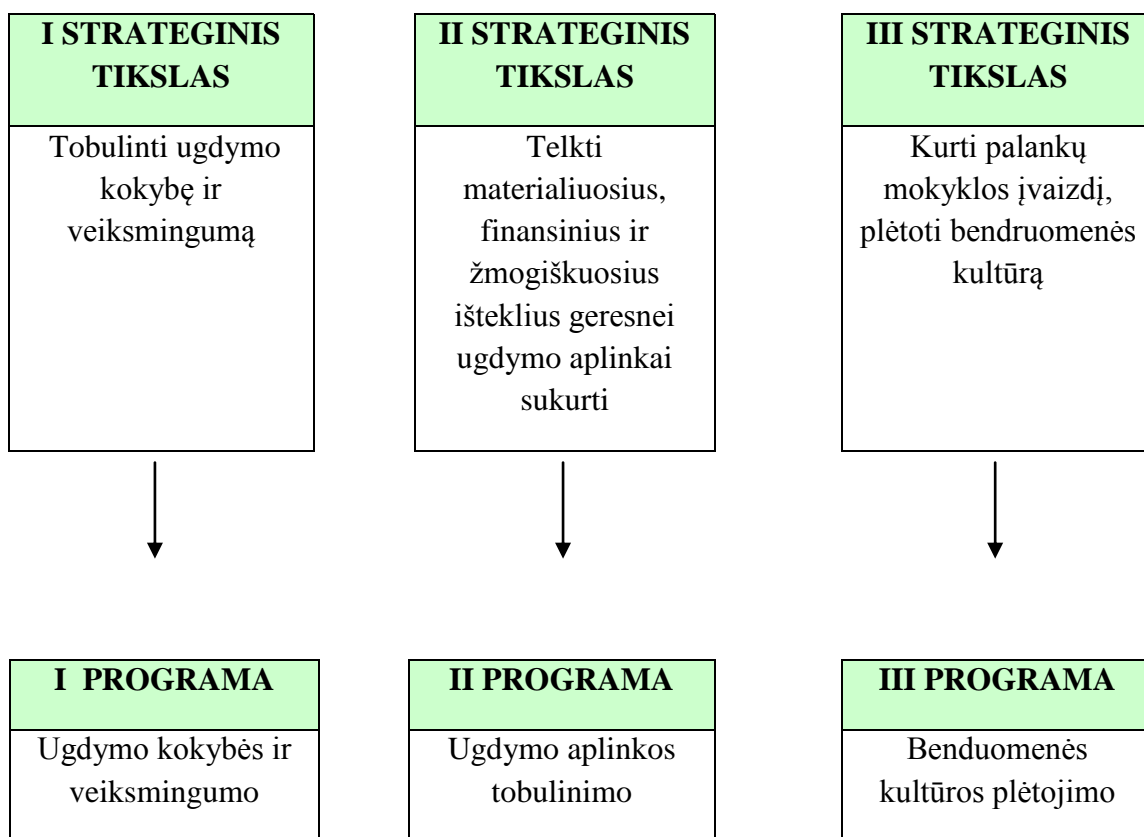 I STRATEGINIS
TIKSLAS
Tobulinti ugdymo
kokybę ir
veiksmingumą
II STRATEGINIS
TIKSLAS
Telkti
materialiuosius,
finansinius ir
žmogiškuosius
išteklius geresnei
ugdymo aplinkai
sukurti
III STRATEGINIS
TIKSLAS
Kurti palankų
mokyklos įvaizdį,
plėtoti bendruomenės
kultūrą
I PROGRAMA
Ugdymo kokybės ir
veiksmingumo
II PROGRAMA
Ugdymo aplinkos
tobulinimo
III PROGRAMA
Benduomenės
kultūros plėtojimo